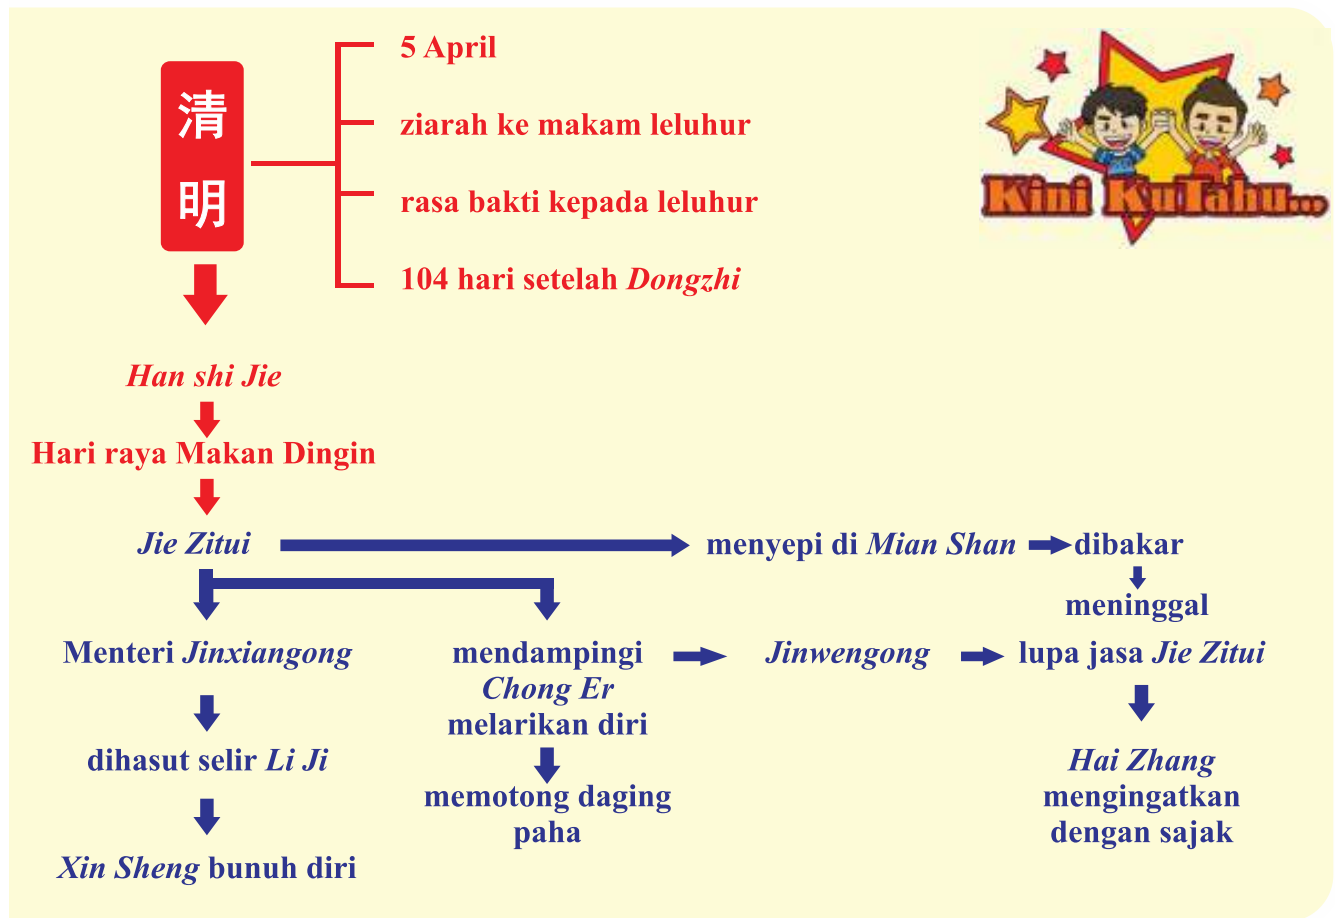 清
明
5 April
ziarah ke makam leluhur
rasa bakti kepada leluhur
104 hari setelah Dongzhi
Kini KuTahu...
Han shi Jie
Hari raya Makan Dingin
Jie Zitui
menyepi di Mian Shan
dibakar
meninggal
Menteri Jinxiangong
mendampingi
Chong Er
melarikan diri
Jinwengong
lupa jasa Jie Zitui
dihasut selir Li Ji
memotong daging
paha
Hai Zhang
mengingatkan
dengan sajak
Xin Sheng bunuh diri